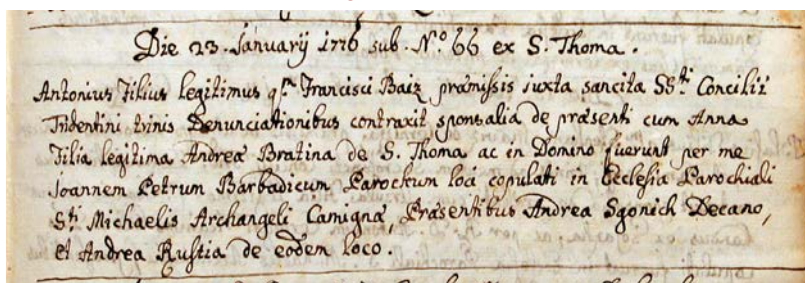 Die 23. Januarij 1776 sub. N.º 66 ex S. Thoma.
Antonius Filius legitimus qm Francisci Baiz præmissis iuxta sancita SS:ti Concilii
Tridentini trinis Denunciationibus contraxit sponsalia de præsenti cum Anna
Filia legitima Andreæ Bratina de S. Thoma ac in Domino fuerunt per me
Joannem Petrum Barbadicum Parochum loci copulati in Ecclesia Parochiali
S:ti Michaelis Archangeli Camignæ, Præsentibus Andrea Sgonich Decano,
et Andrea Rustia de eodem loco.